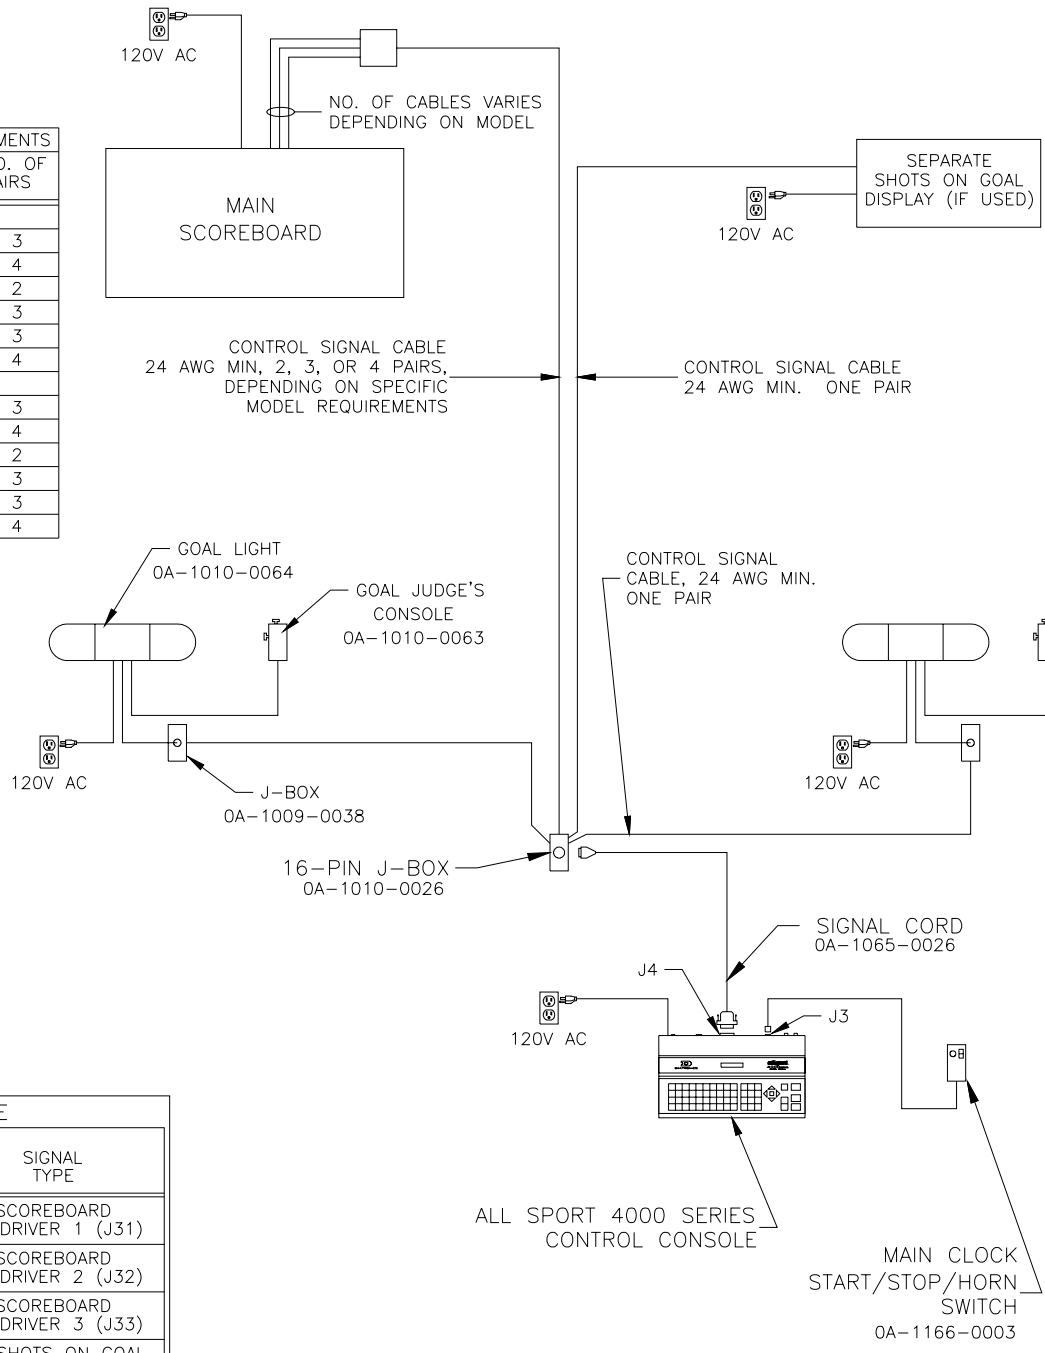 120V AC
NO. OF CABLES VARIES
DEPENDING ON MODEL
MAIN
SCOREBOARD
SEPARATE
SHOTS ON GOAL
DISPLAY (IF USED)
120V AC
OF
3
4
2
3
3
4
3
4
2
3
3
4
CONTROL SIGNAL CABLE
24 AWG MIN, 2, 3, OR 4 PAIRS,
DEPENDING ON SPECIFIC
MODEL REQUIREMENTS
CONTROL SIGNAL CABLE
24 AWG MIN. ONE PAIR
GOAL LIGHT
0A-1010-0064
GOAL JUDGE'S
CONSOLE
0A-1010-0063
CONTROL SIGNAL
CABLE, 24 AWG MIN.
ONE PAIR
120V AC
J-BOX
0A-1009-0038
120V AC
16-PIN J-BOX
0A-1010-0026
SIGNAL CORD
0A-1065-0026
J4
J3
120V AC
ALL SPORT 4000 SERIES
CONTROL CONSOLE
MAIN CLOCK
START/STOP/HORN
SWITCH
0A-1166-0003
SIGNAL
TYPE
SCOREBOARD
DRIVER 1 (J31)
SCOREBOARD
DRIVER 2 (J32)
SCOREBOARD
DRIVER 3 (J33)
SHOTS ON GOAL